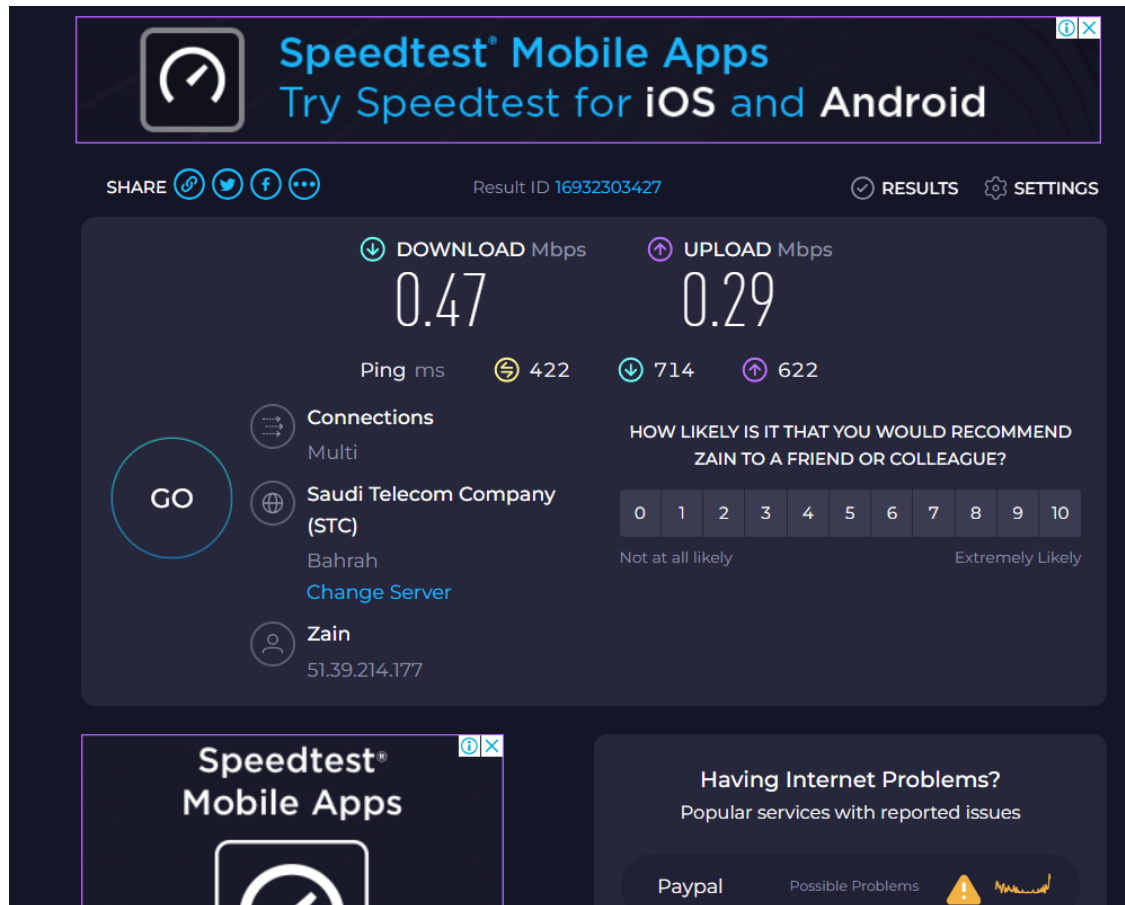 Speedtest® Mobile Apps
Try Speedtest for iOS and Android
SHARE
Result ID 16932303427
RESULTS
SETTINGS
DOWNLOAD Mbps
0.47
UPLOAD Mbps
0.29
Ping ms
422
714
622
Connections
Multi
Saudi Telecom Company
(STC)
Bahrah
Change Server
Zain
51.39.214.177
GO
HOW LIKELY IS IT THAT YOU WOULD RECOMMEND
ZAIN TO A FRIEND OR COLLEAGUE?
0 1 2 3 4 5 6 7 8 9 10
Not at all likely
Extremely Likely
Speedtest®
Mobile Apps
Having Internet Problems?
Popular services with reported issues
Paypal
Possible Problems